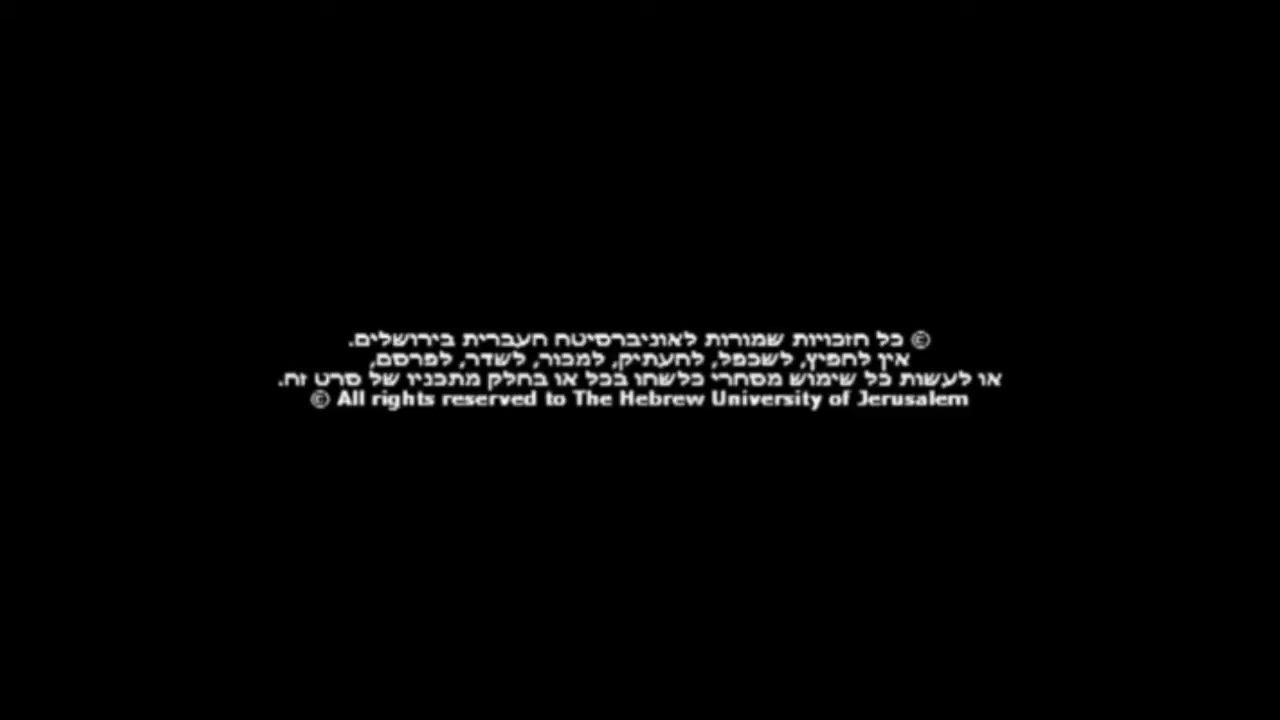 © כל הזכויות שמורות לאוניברסיטה העברית בירושלים.
אין להפיץ, לשכפל, להעתיק, למכור, לשדר, לפרסם,
או לעשות כל שימוש מסחרי כלשהו בכל או בחלק מתכניו של סרט זה.
© All rights reserved to The Hebrew University of Jerusalem